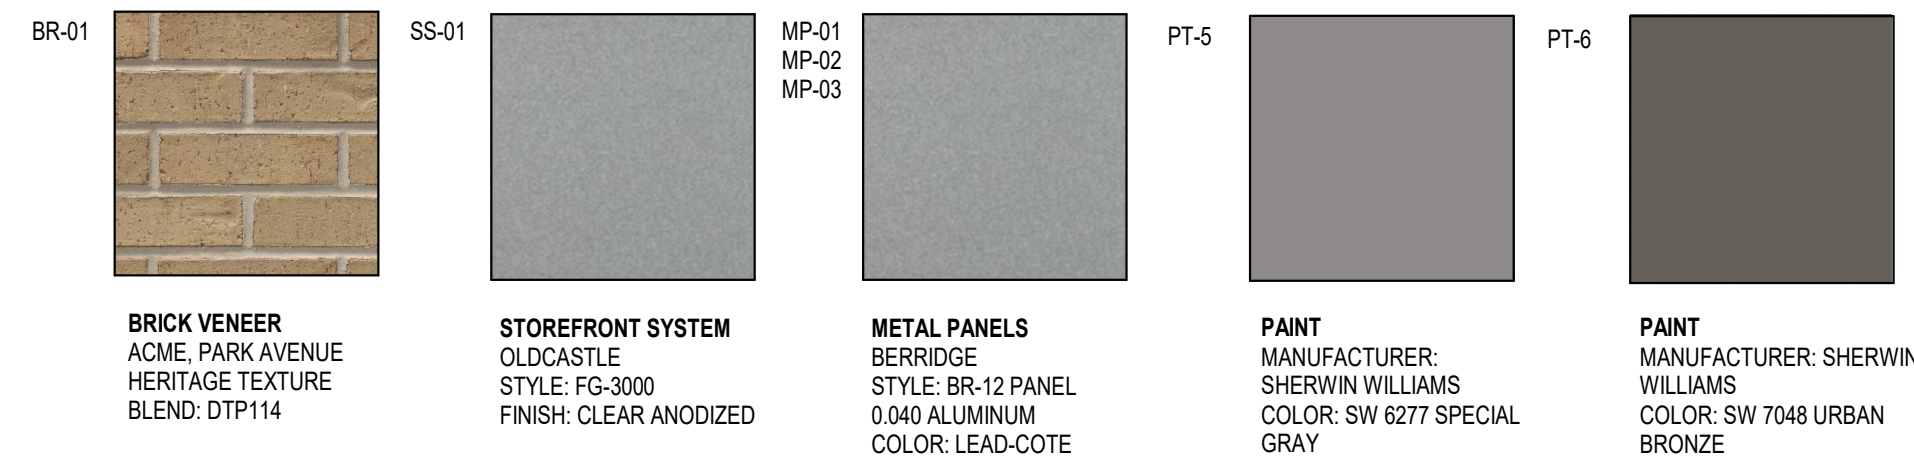 BR-01
BRICK VENEER
ACME, PARK AVENUE
HERITAGE TEXTURE
BLEND: DTP114
SS-01
STOREFRONT SYSTEM
OLDCASTLE
STYLE: FG-3000
FINISH: CLEAR ANODIZED
MP-01
MP-02
MP-03
METAL PANELS
BERRIDGE
STYLE: BR-12 PANEL
0.040 ALUMINUM
COLOR: LEAD-COTE
PT-5
PAINT
MANUFACTURER:
SHERWIN WILLIAMS
COLOR: SW 6277 SPECIAL
GRAY
PT-6
PAINT
MANUFACTURER: SHERWIN
WILLIAMS
COLOR: SW 7048 URBAN
BRONZE